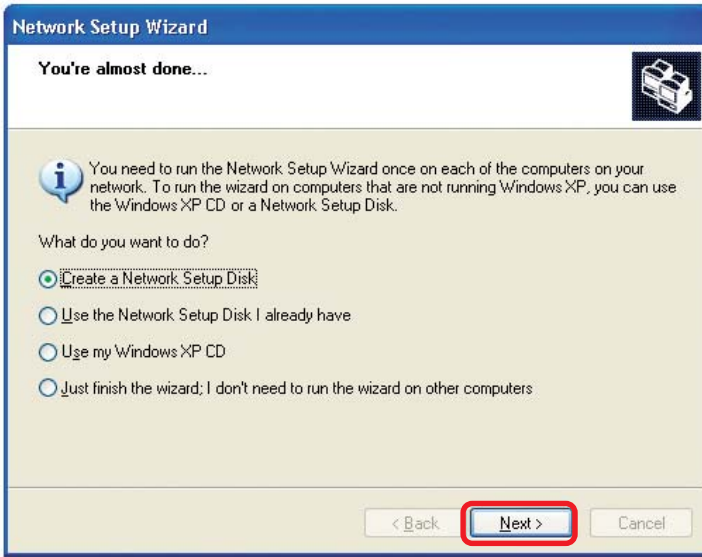 Network Setup Wizard
You're almost done...
You need to run the Network Setup Wizard once on each of the computers on your
network. To run the wizard on computers that are not running Windows XP, you can use
the Windows XP CD or a Network Setup Disk.
What do you want to do?
Create a Network Setup Disk
Use the Network Setup Disk I already have
Use my Windows XP CD
Just finish the wizard; I don't need to run the wizard on other computers
< Back
Next >
Cancel